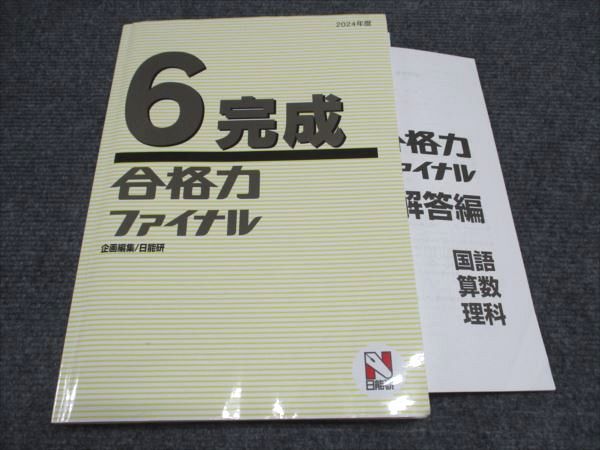 2024年度
6完成
合格力
ファイナル
企画編集/日能研
N
日能研
合格力
ァイナル
解答編
国語
算数
理科